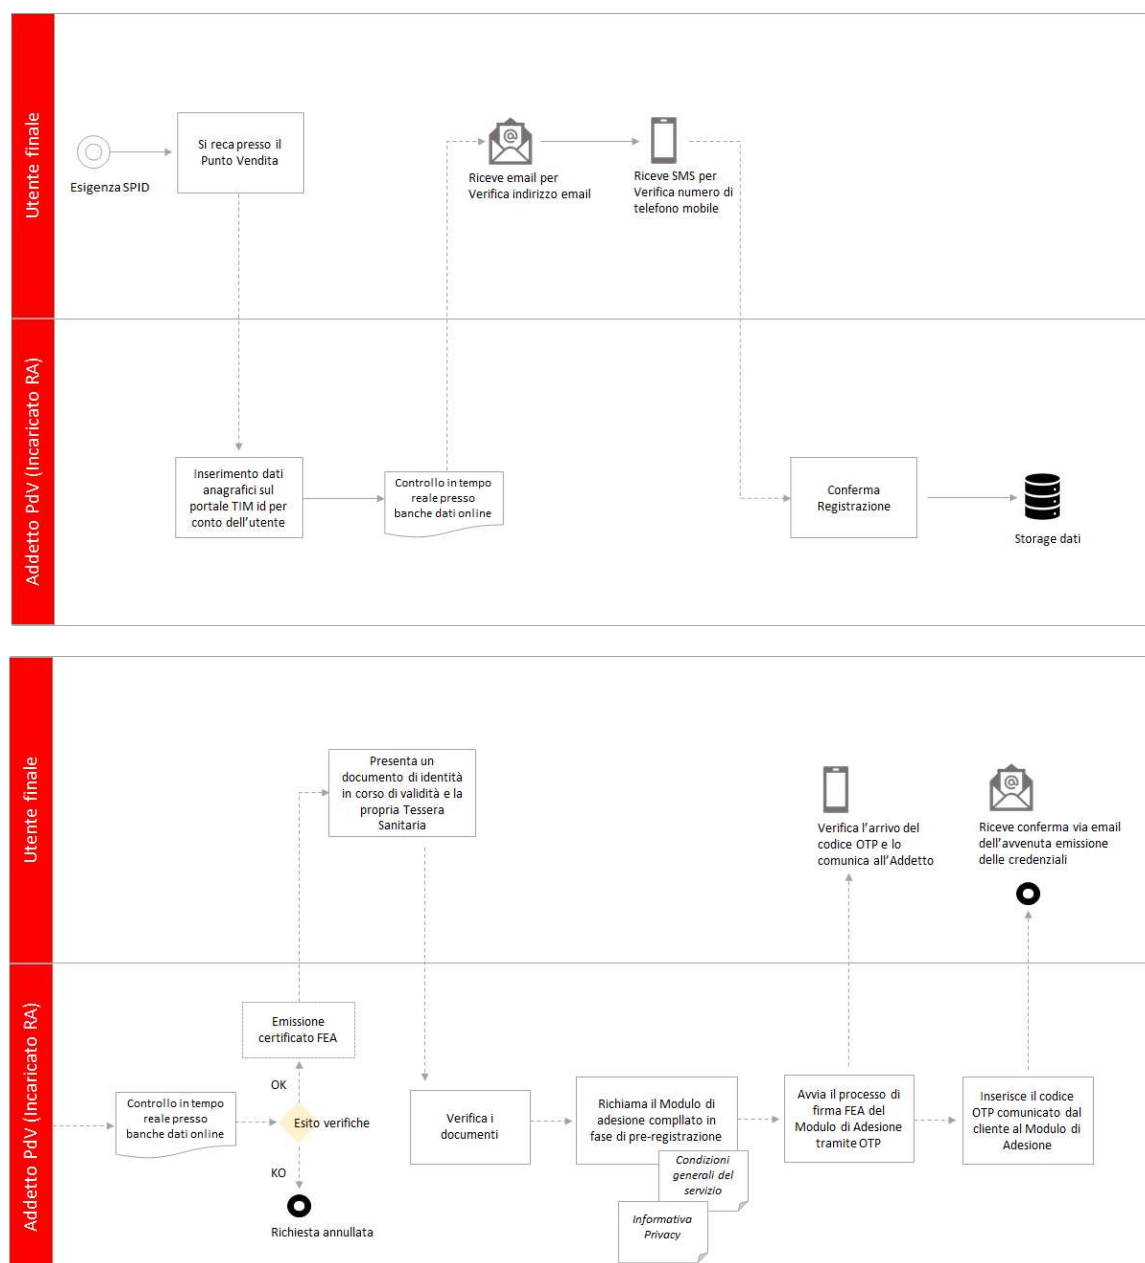 Utente finale
Esigenza SPID
Si reca presso il
Punto Vendita
Riceve email per
Verifica indirizzo email
Riceve SMS per
Verifica numero di
telefono mobile
Addetto PdV (Incaricato RA)
Inserimento dati
anagrafici sul
portale TIM id per
conto dell'utente
Controllo in tempo
reale presso
banche dati online
Conferma
Registrazione
Storage dati
Utente finale
Presenta un
documento di identità
in corso di validità e la
propria Tessera
Sanitaria
Verifica l'arrivo del
codice OTP e lo
comunica all'Addetto
Riceve conferma via email
dell'avvenuta emissione
delle credenziali
Addetto PdV (Incaricato RA)
Controllo in tempo
reale presso
banche dati online
Emissione
certificato FEA
OK
Esito verifiche
KO
Richiesta annullata
Verifica i
documenti
Richiama il Modulo di
adesione compllato in
fase di pre-registrazione
Condizioni
generali del
servizio
Informativa
Privacy
Avvia il processo di
firma FEA del
Modulo di Adesione
tramite OTP
Inserisce il codice
OTP comunicato dal
cliente al Modulo di
Adesione